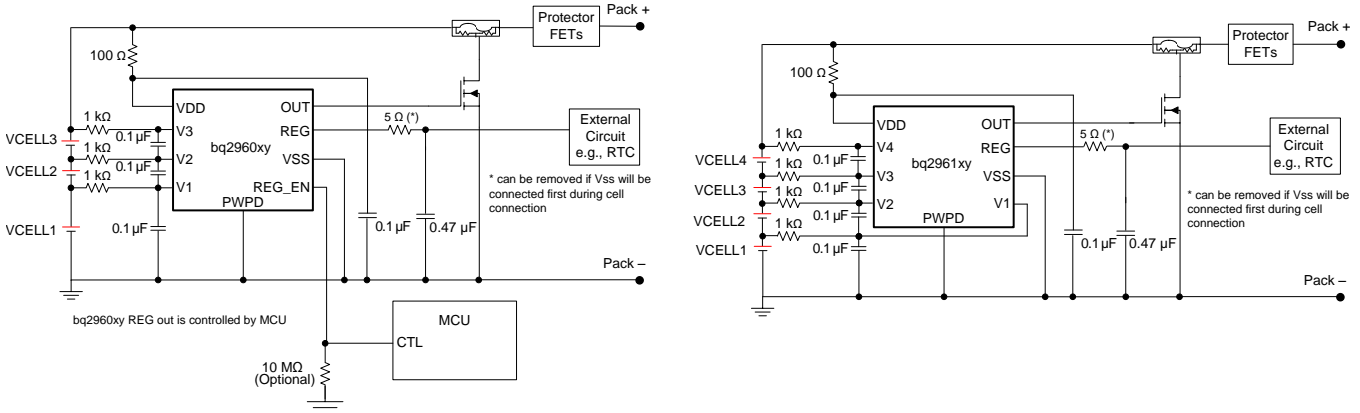 Pack +
Protector
FETs
100 Ω
VDD
OUT
1 kΩ
V3
REG
5 Ω (*)
External
Circuit
e.g., RTC
VCELL3
0.1 µF
1 kΩ
V2
bq2960xy
VSS
VCELL2
0.1 µF
1 kΩ
V1
REG_EN
PWPD
* can be removed if Vss will be
connected first during cell
connection
VCELL1
0.1 µF
0.1 µF
0.47 µF
Pack –
bq2960xy REG out is controlled by MCU
MCU
CTL
10 MΩ
(Optional)
Pack +
Protector
FETs
100 Ω
VDD
OUT
1 kΩ
V4
REG
5 Ω (*)
External
Circuit
e.g., RTC
VCELL4
0.1 µF
1 kΩ
V3
bq2961xy
VSS
VCELL3
0.1 µF
1 kΩ
V2
V1
VCELL2
0.1 µF
1 kΩ
PWPD
* can be removed if Vss will be
connected first during cell
connection
VCELL1
0.1 µF
0.1 µF
0.47 µF
Pack –